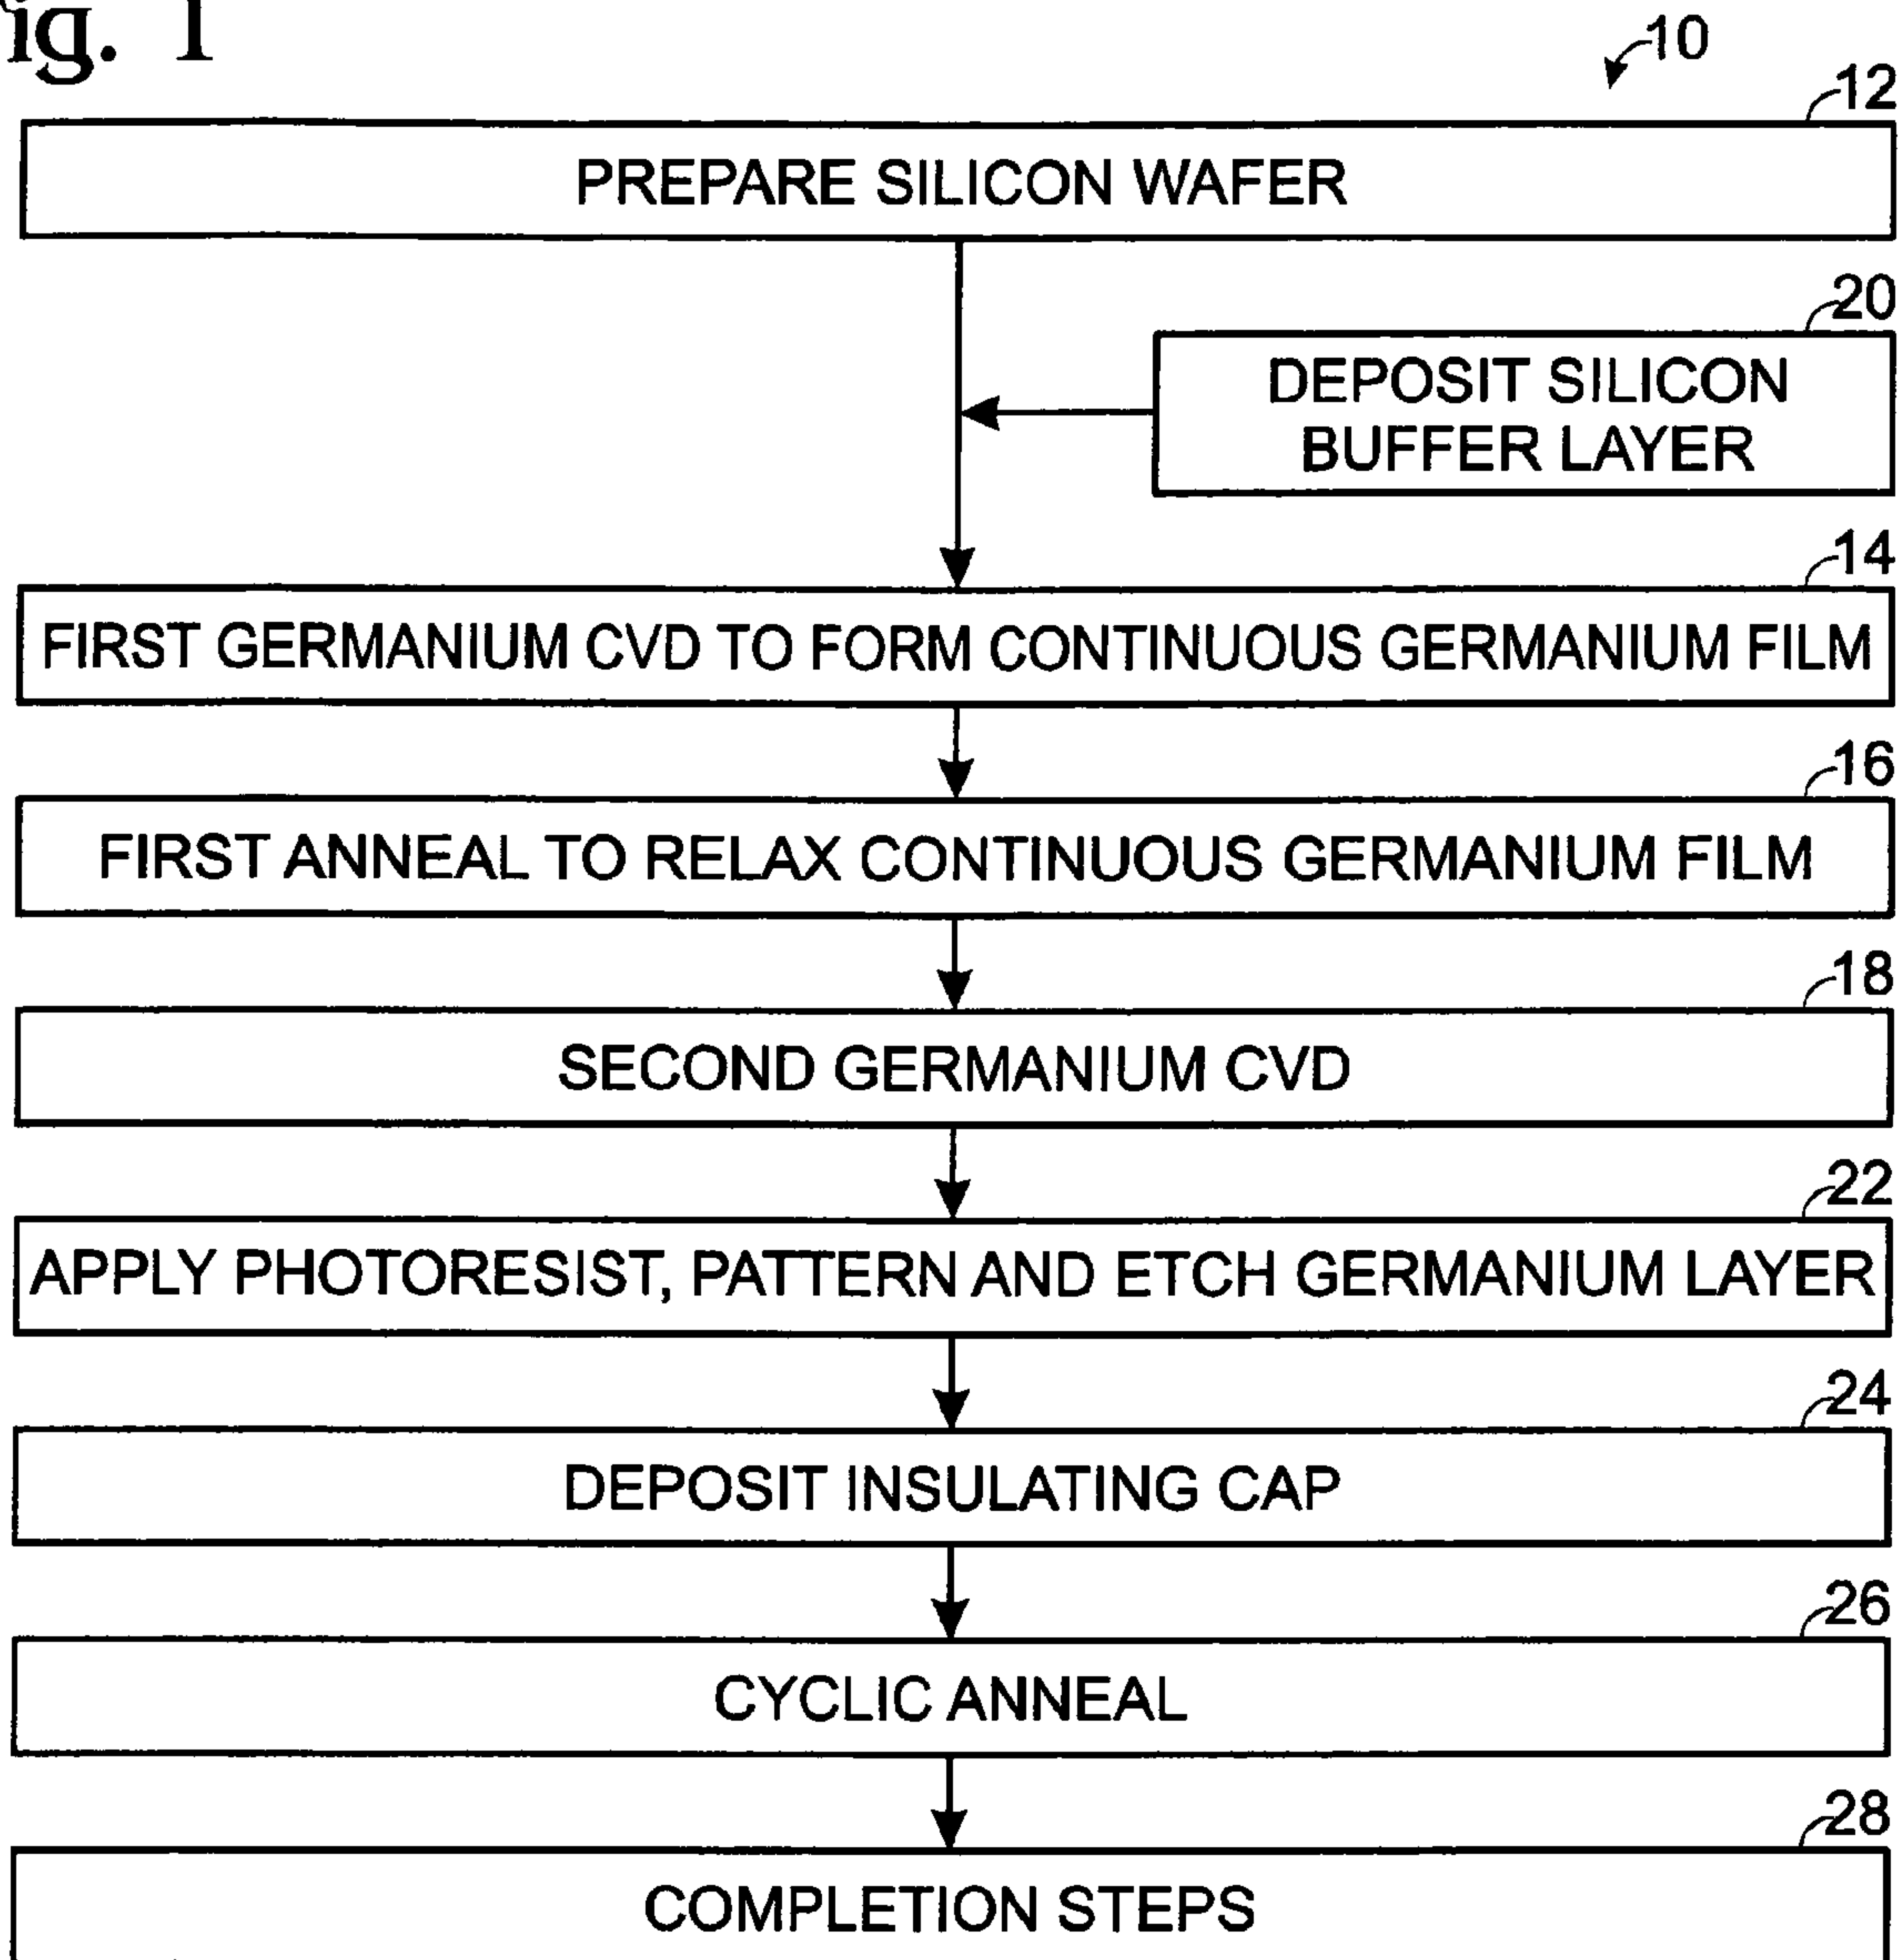 ig. 1
10
12
PREPARE SILICON WAFER
20
DEPOSIT SILICON
BUFFER LAYER
14
FIRST GERMANIUM CVD TO FORM CONTINUOUS GERMANIUM FILM
16
FIRST ANNEAL TO RELAX CONTINUOUS GERMANIUM FILM
18
SECOND GERMANIUM CVD
22
APPLY PHOTORESIST, PATTERN AND ETCH GERMANIUM LAYER
24
DEPOSIT INSULATING CAP
26
CYCLIC ANNEAL
28
COMPLETION STEPS